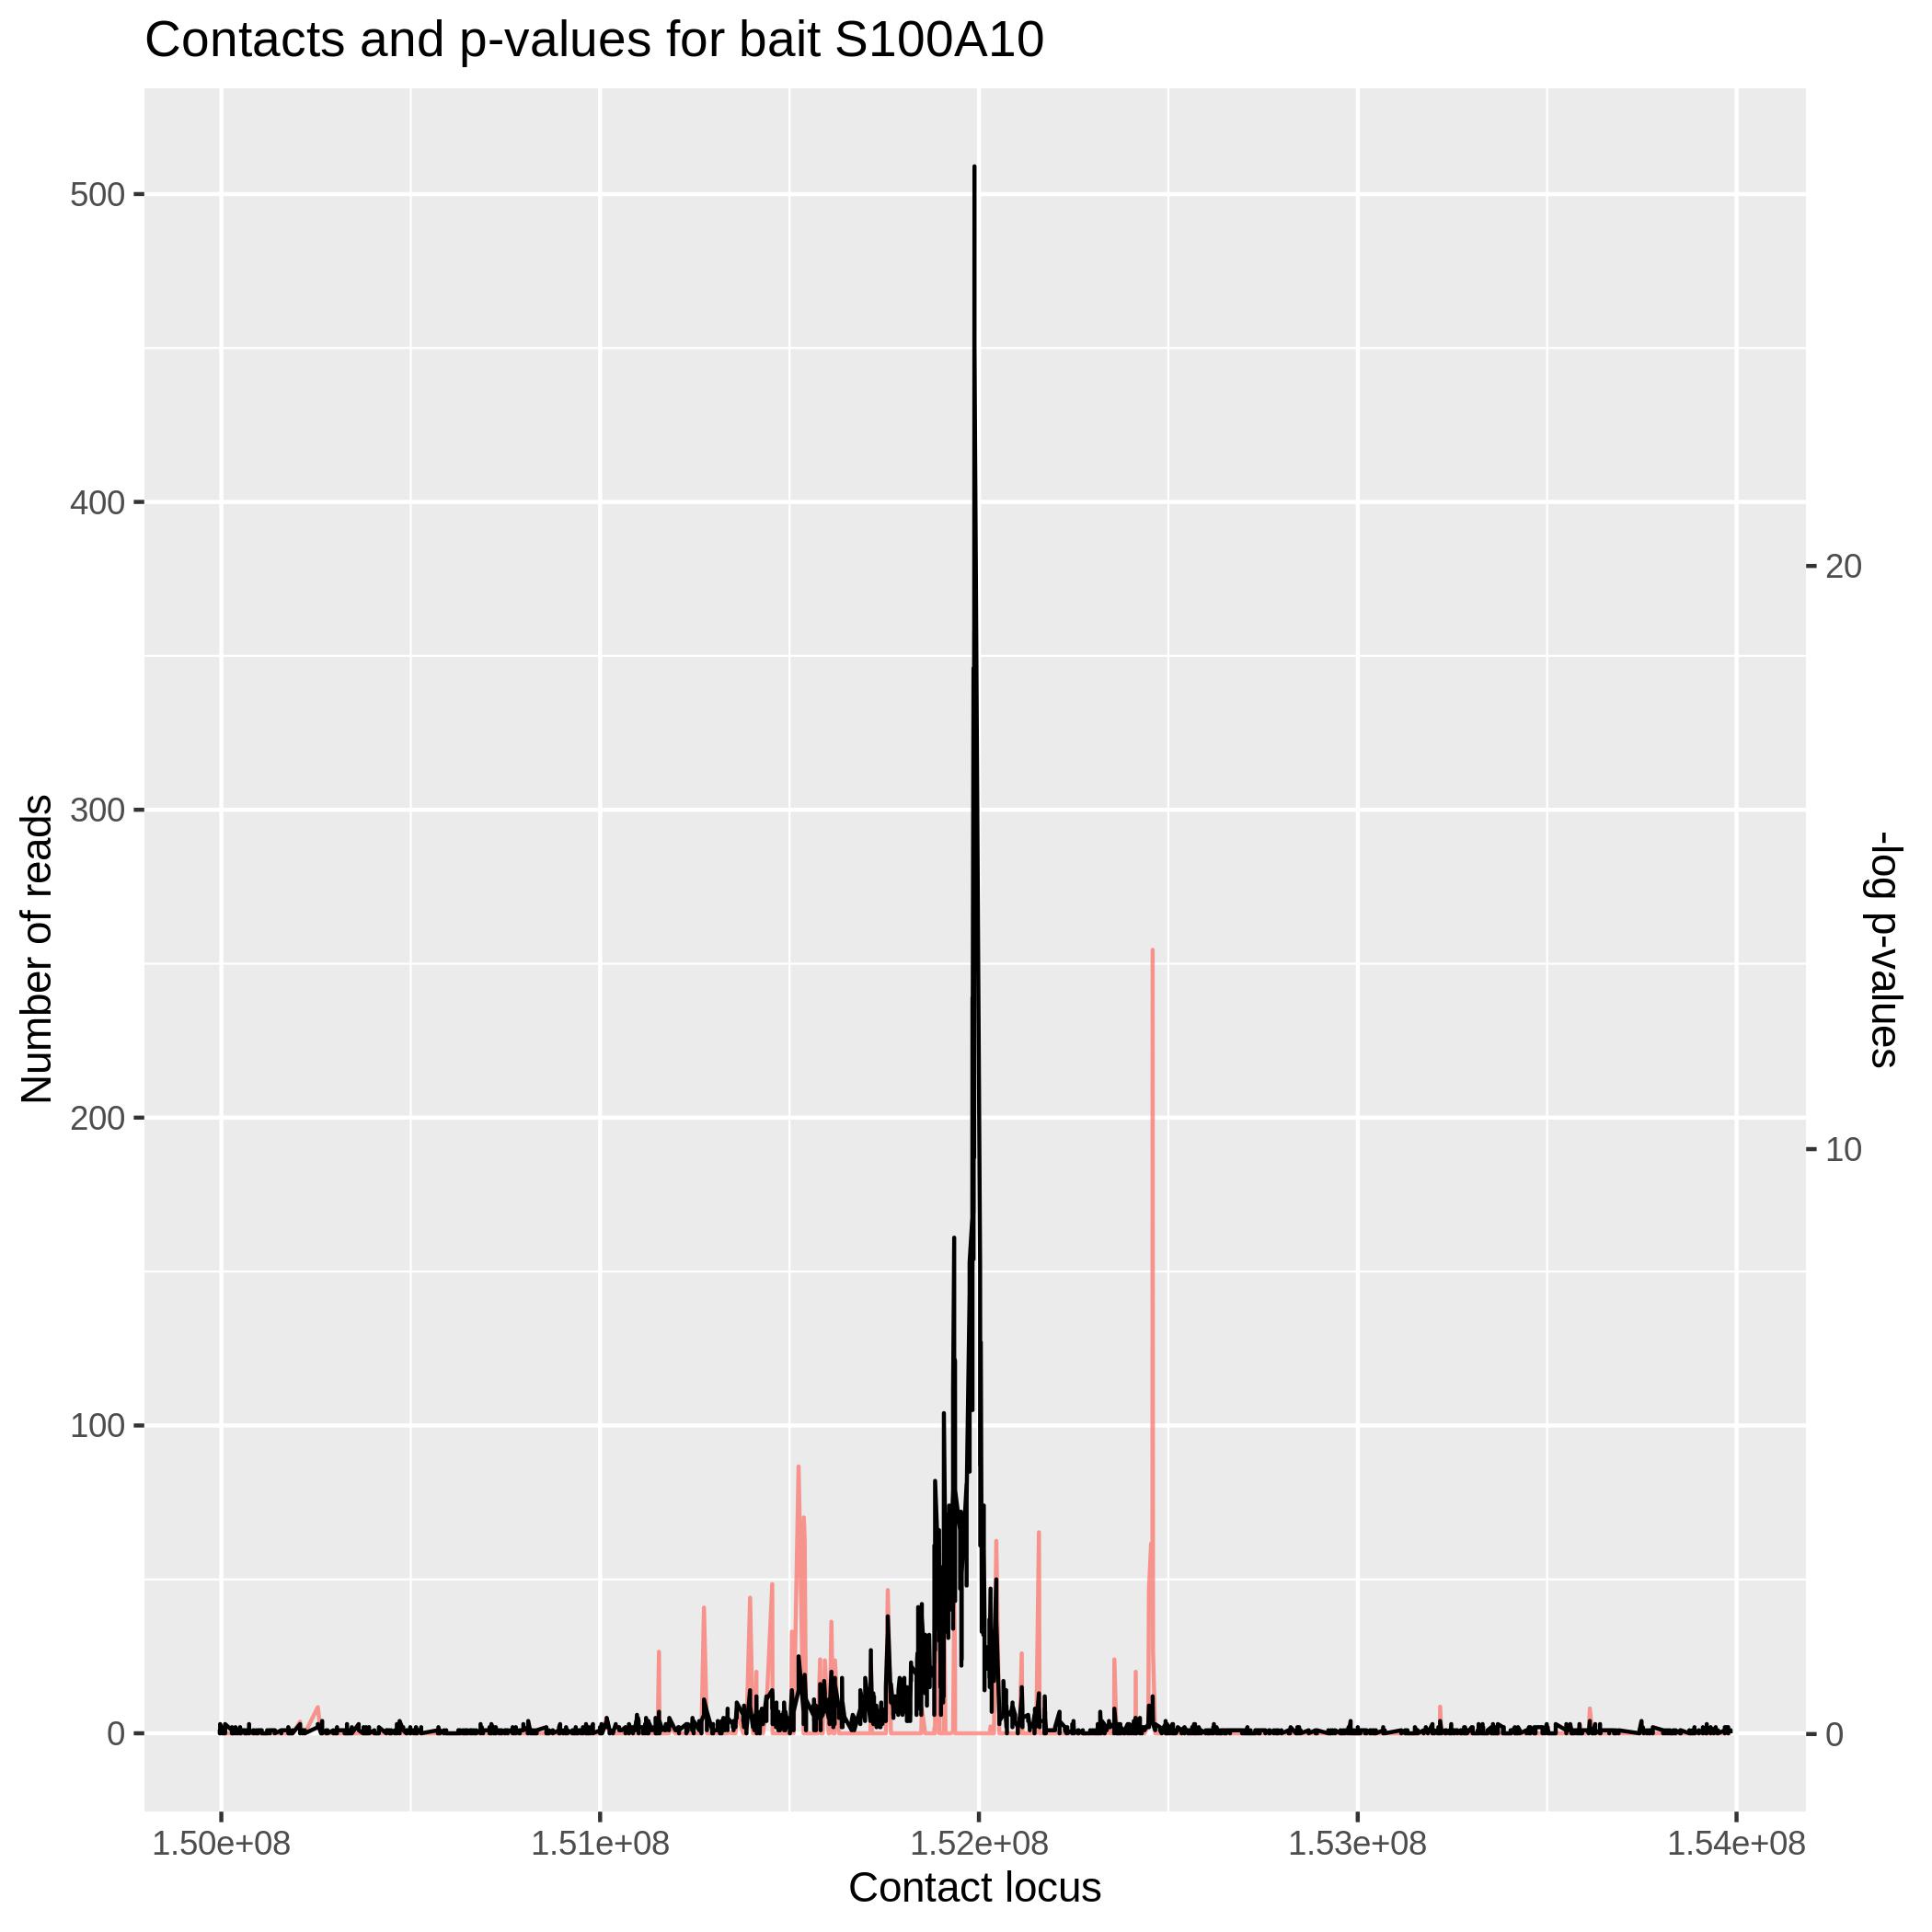 Contacts and p-values for bait S100A10
Number of reads
500
400
300
200
100
0
20
10
0
-log p-values
1.50e+08
1.51e+08
1.52e+08
1.53e+08
1.54e+08
Contact locus